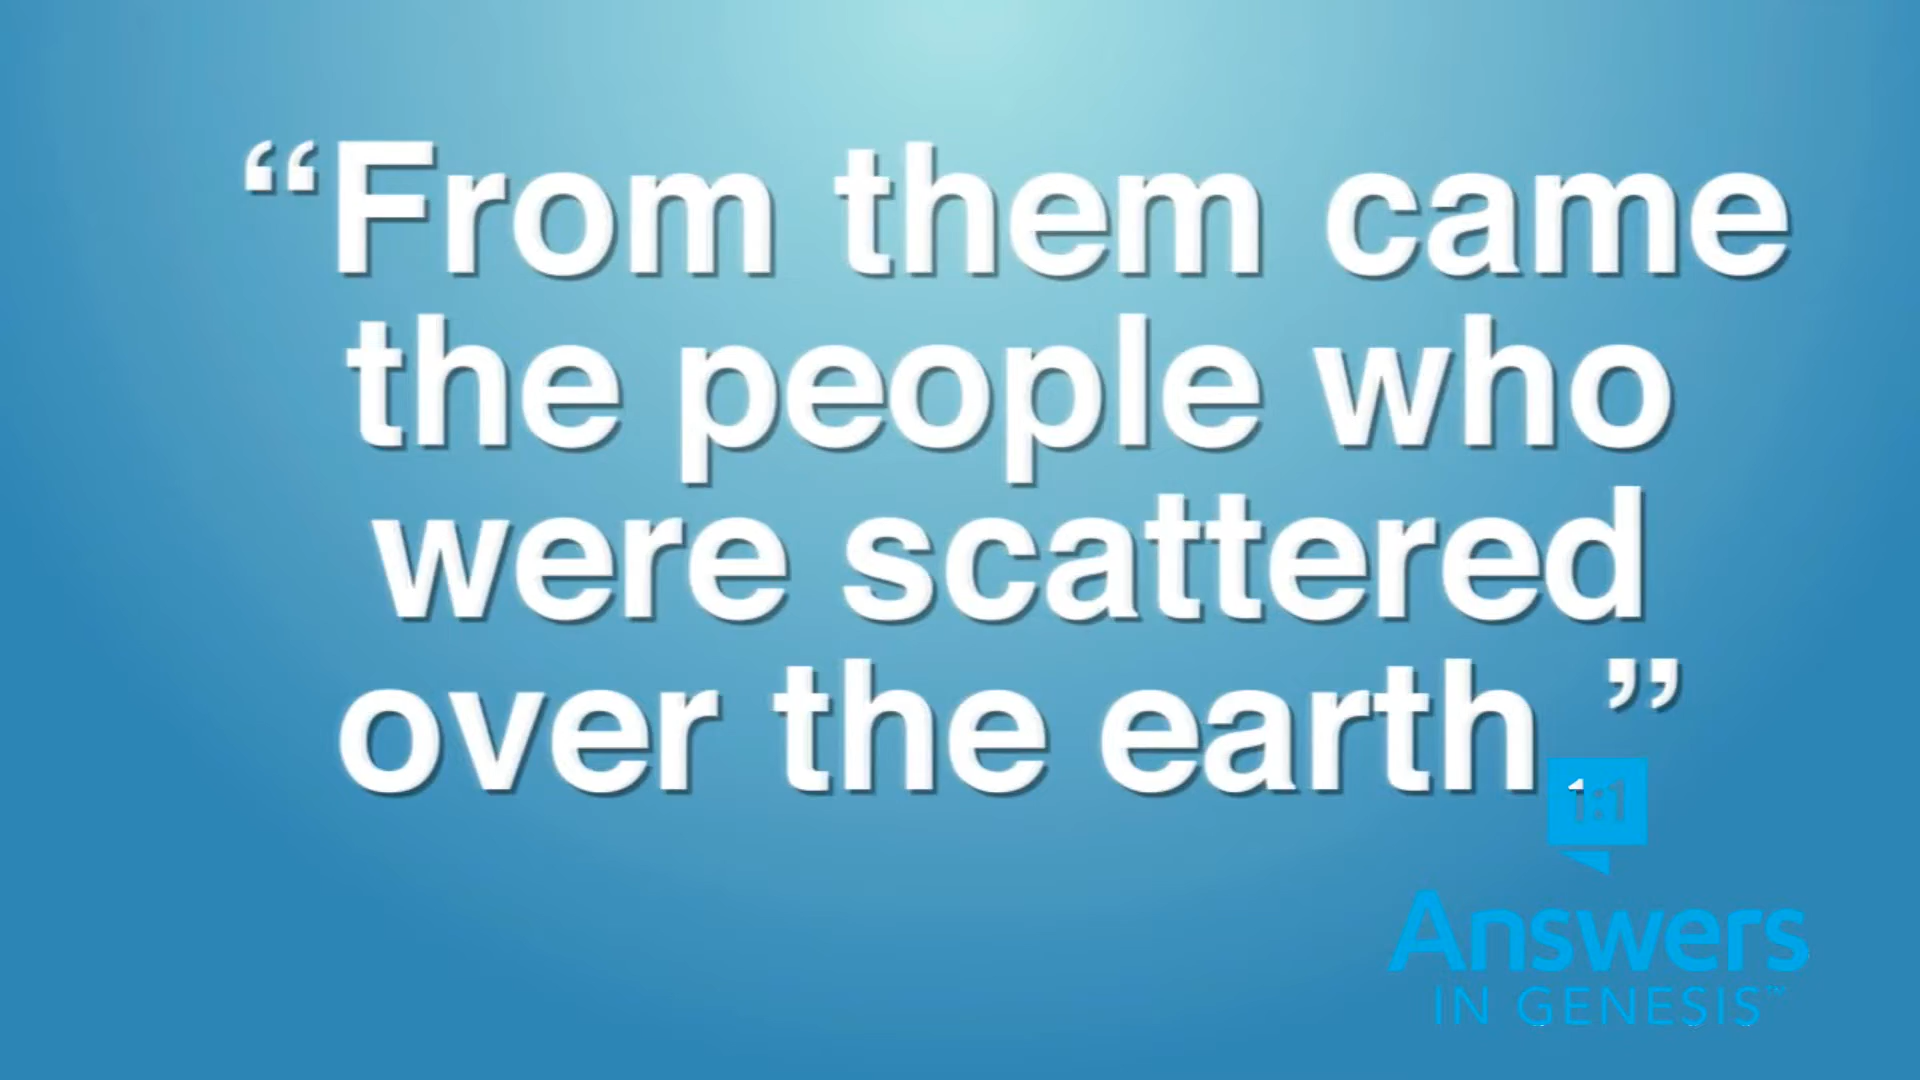 “From them came
the people who
were scattered
over the earth.”
1:1
Answers
IN GENESIS™